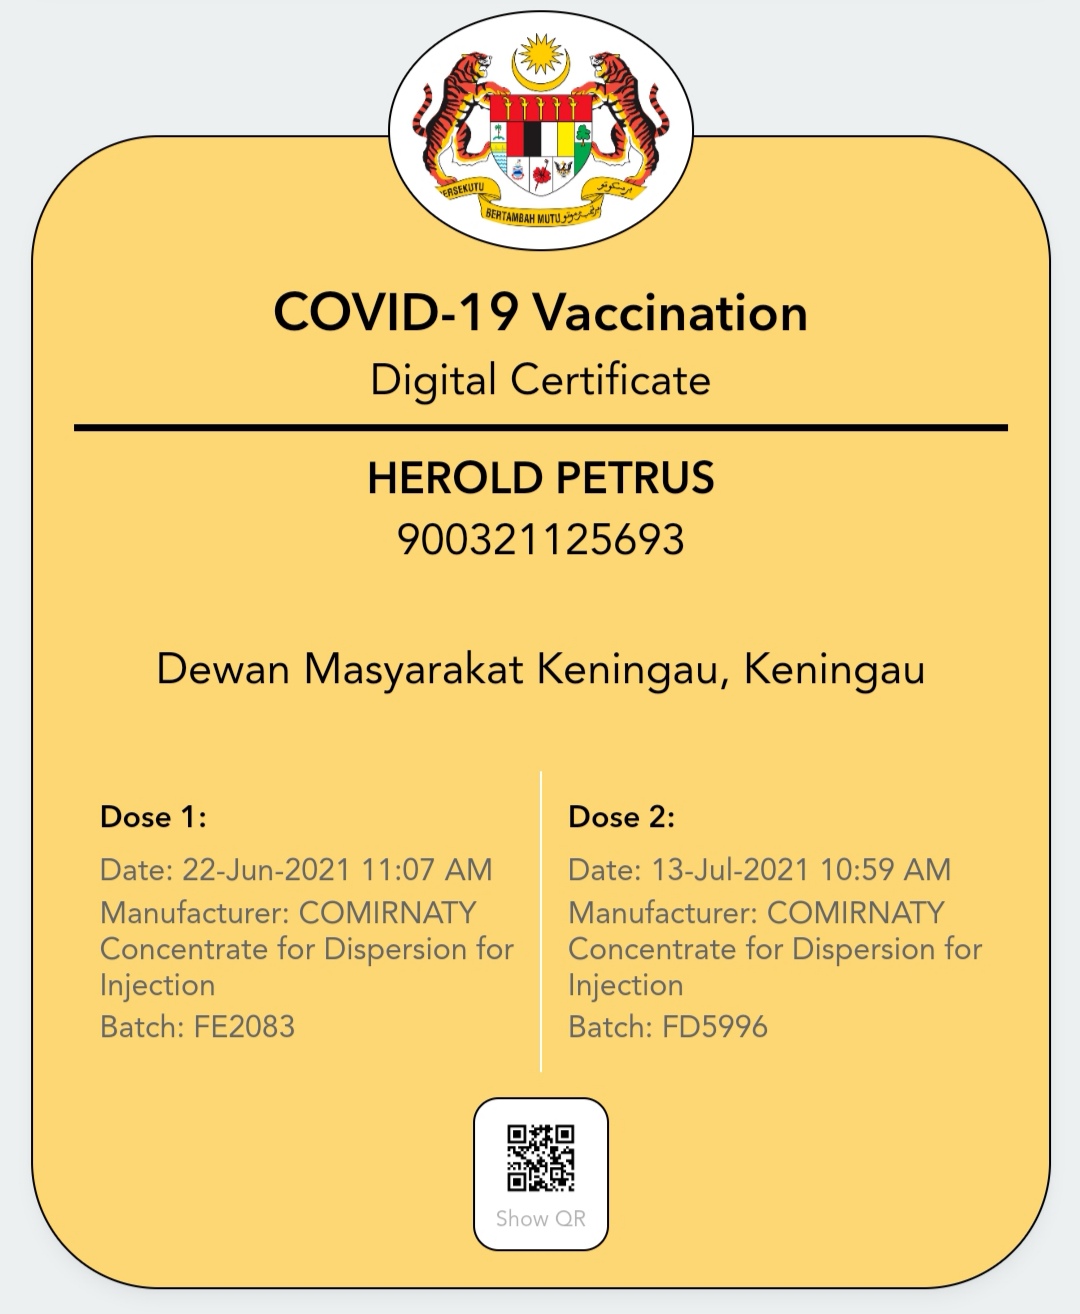 ERSEKUTU
BERTAMBAH MUTU
COVID-19 Vaccination
Digital Certificate
HEROLD PETRUS
900321125693
Dewan Masyarakat Keningau, Keningau
Dose 1:
Date: 22-Jun-2021 11:07 AM
Manufacturer: COMIRNATY
Concentrate for Dispersion for
Injection
Batch: FE2083
Dose 2:
Date: 13-Jul-2021 10:59 AM
Manufacturer: COMIRNATY
Concentrate for Dispersion for
Injection
Batch: FD5996
Show QR